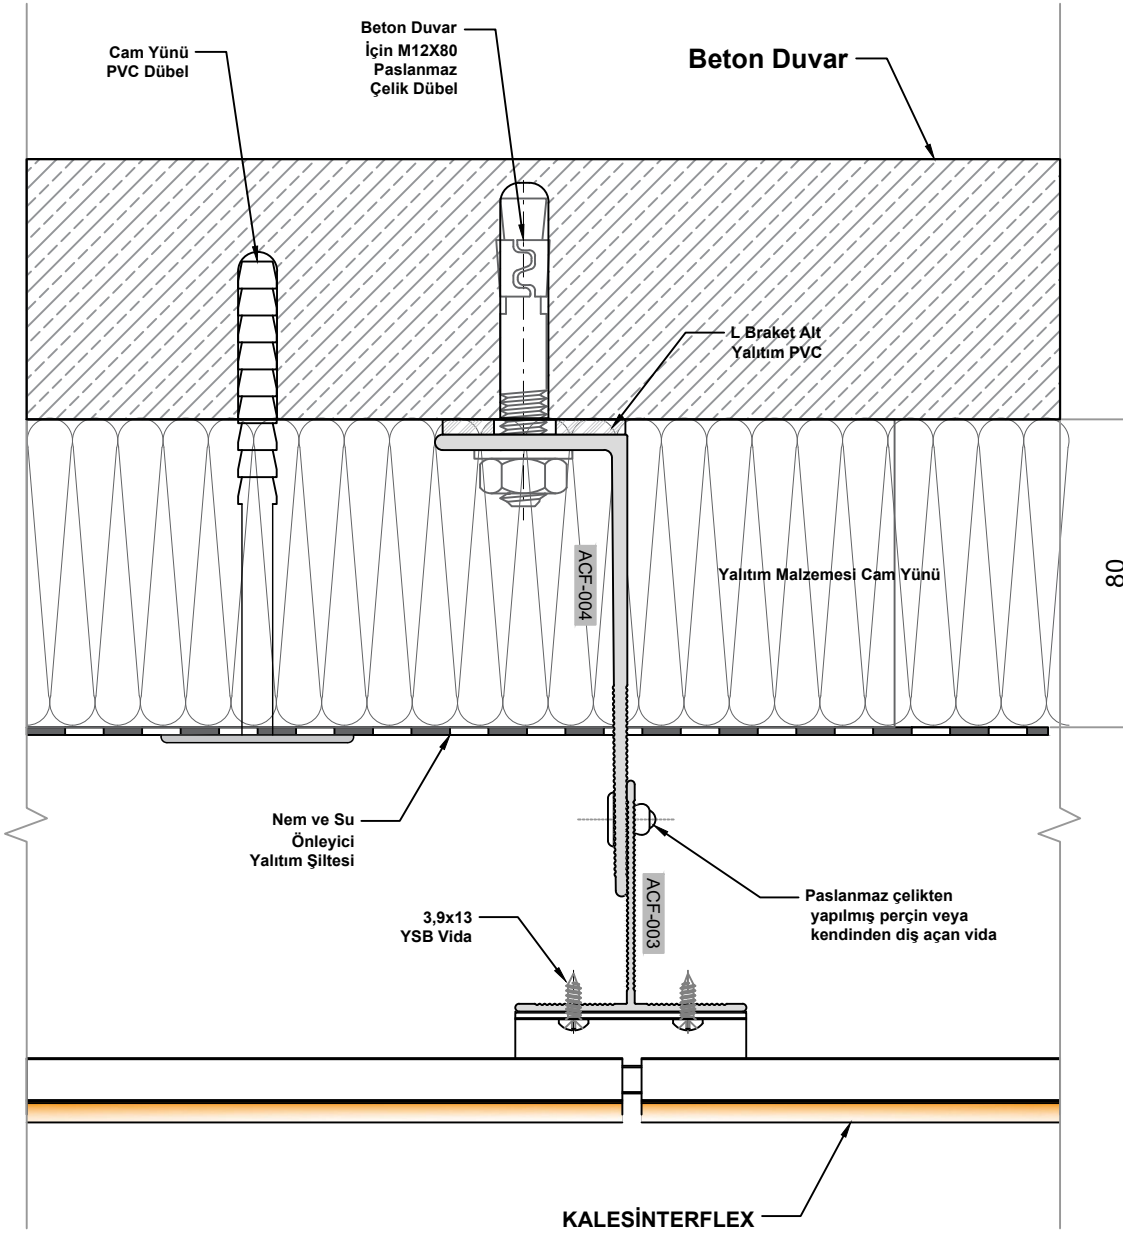 Cam Yünü
PVC Dübel
Beton Duvar
İçin M12X80
Paslanmaz
Çelik Dübel
Beton Duvar
L Braket Alt
Yalıtım PVC
ACF-004
Yalıtım Malzemesi Cam Yünü
80
Nem ve Su
Önleyici
Yalıtım Şiltesi
3,9x13
YSB Vida
ACF-003
Paslanmaz çelikten
yapılmış perçin veya
kendinden diş açan vida
KALESİNTERFLEX